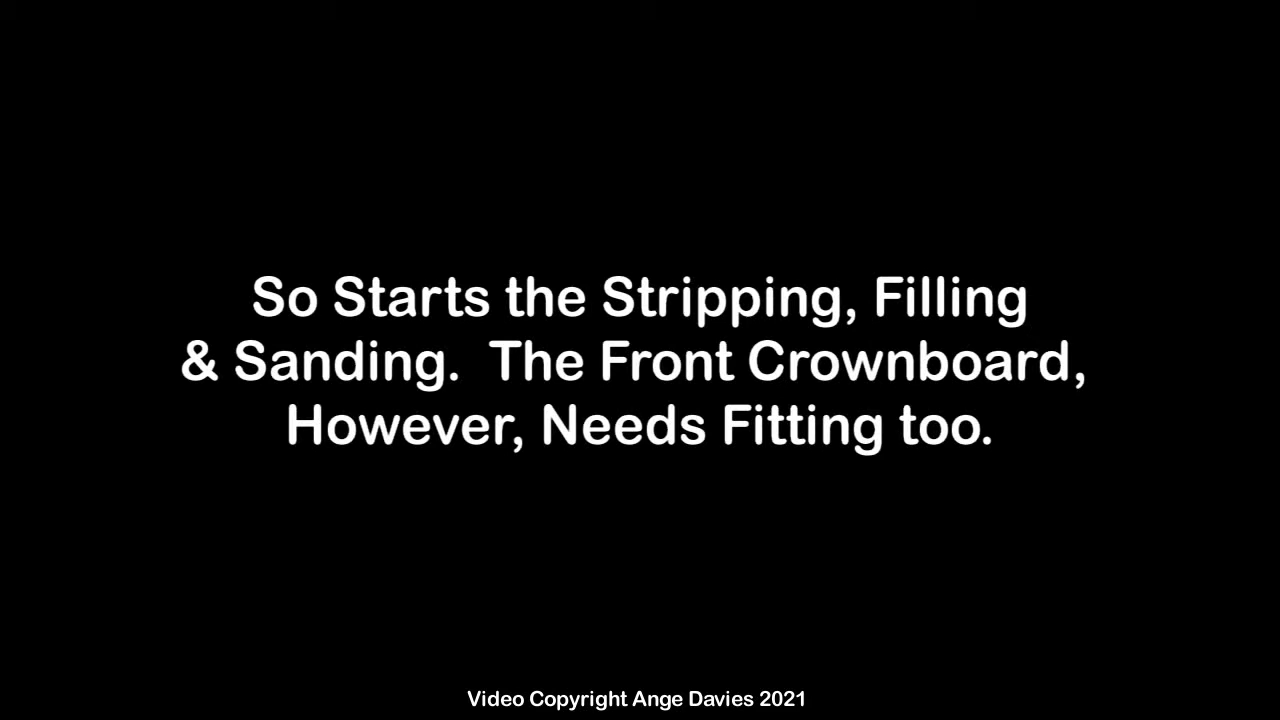 So Starts the Stripping, Filling
& Sanding.  The Front Crownboard,
However, Needs Fitting too.
Video Copyright Ange Davies 2021